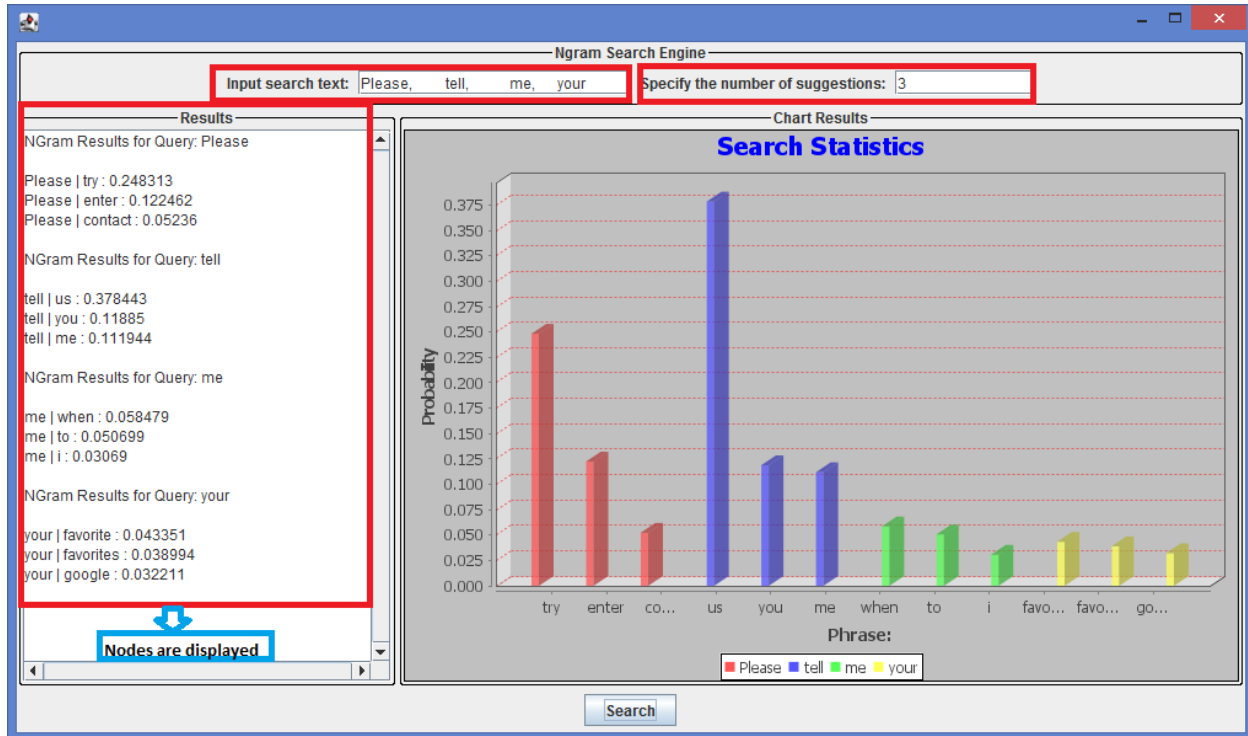 Ngram Search Engine
Input search text: Please, tell, me, your Specify the number of suggestions: 3
Results
NGram Results for Query: Please
Please | try : 0.248313
Please | enter : 0.122462
Please | contact : 0.05236
NGram Results for Query: tell
tell | us : 0.378443
tell | you : 0.11885
tell | me : 0.111944
NGram Results for Query: me
me | when : 0.058479
me | to : 0.050699
me | i : 0.03069
NGram Results for Query: your
your | favorite : 0.043351
your | favorites : 0.038994
your | google : 0.032211
Nodes are displayed
Chart Results
Search Statistics
Probability
0.375
0.350
0.325
0.300
0.275
0.250
0.225
0.200
0.175
0.150
0.125
0.100
0.075
0.050
0.025
0.000
try enter co... us you me when to i favo... favo... go...
Phrase:
Please tell me your
Search